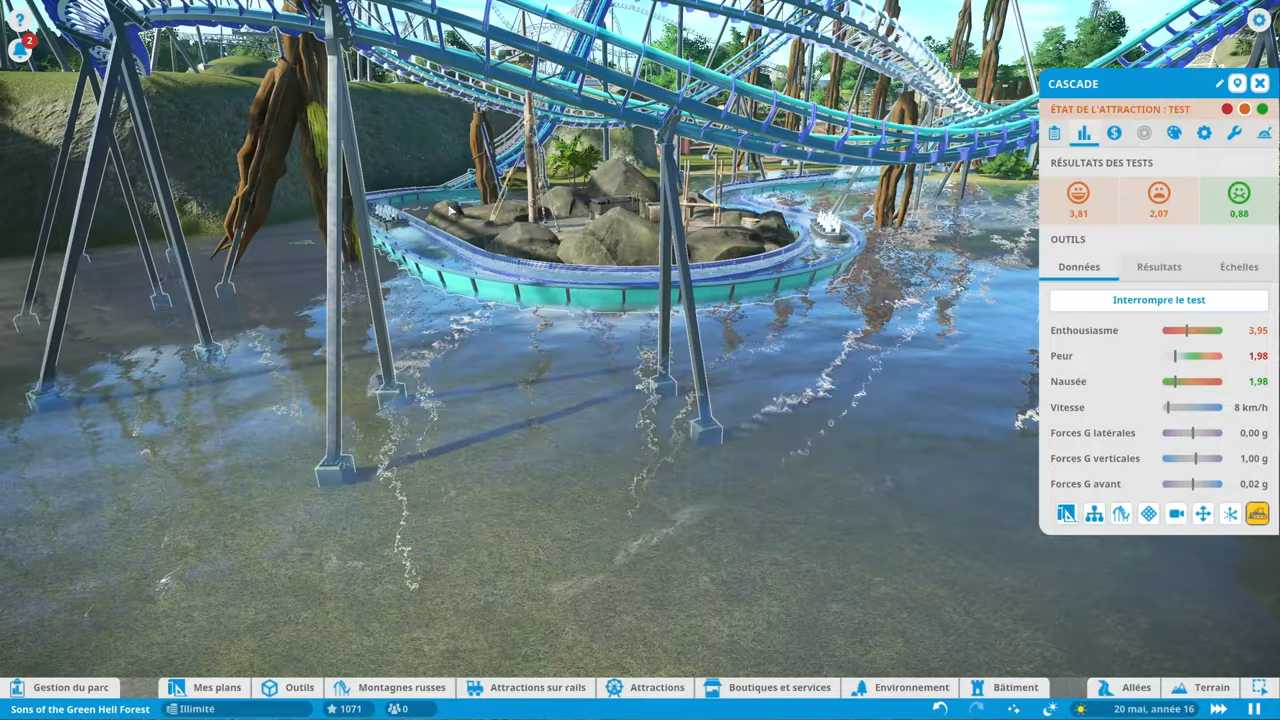 ?
2
CASCADE
ÉTAT DE L'ATTRACTION : TEST
RÉSULTATS DES TESTS
3,81 2,07 0,88
OUTILS
Données Résultats Échelles
Interrompre le test
Enthousiasme 3,95
Peur 1,98
Nausée 1,98
Vitesse 8 km/h
Forces G latérales 0,00 g
Forces G verticales 1,00 g
Forces G avant 0,02 g
Gestion du parc Mes plans Outils Montagnes russes Attractions sur rails Attractions Boutiques et services Environnement Bâtiment Allées Terrain
Sons of the Green Hell Forest Illimité 1071 0 20 mai, année 16